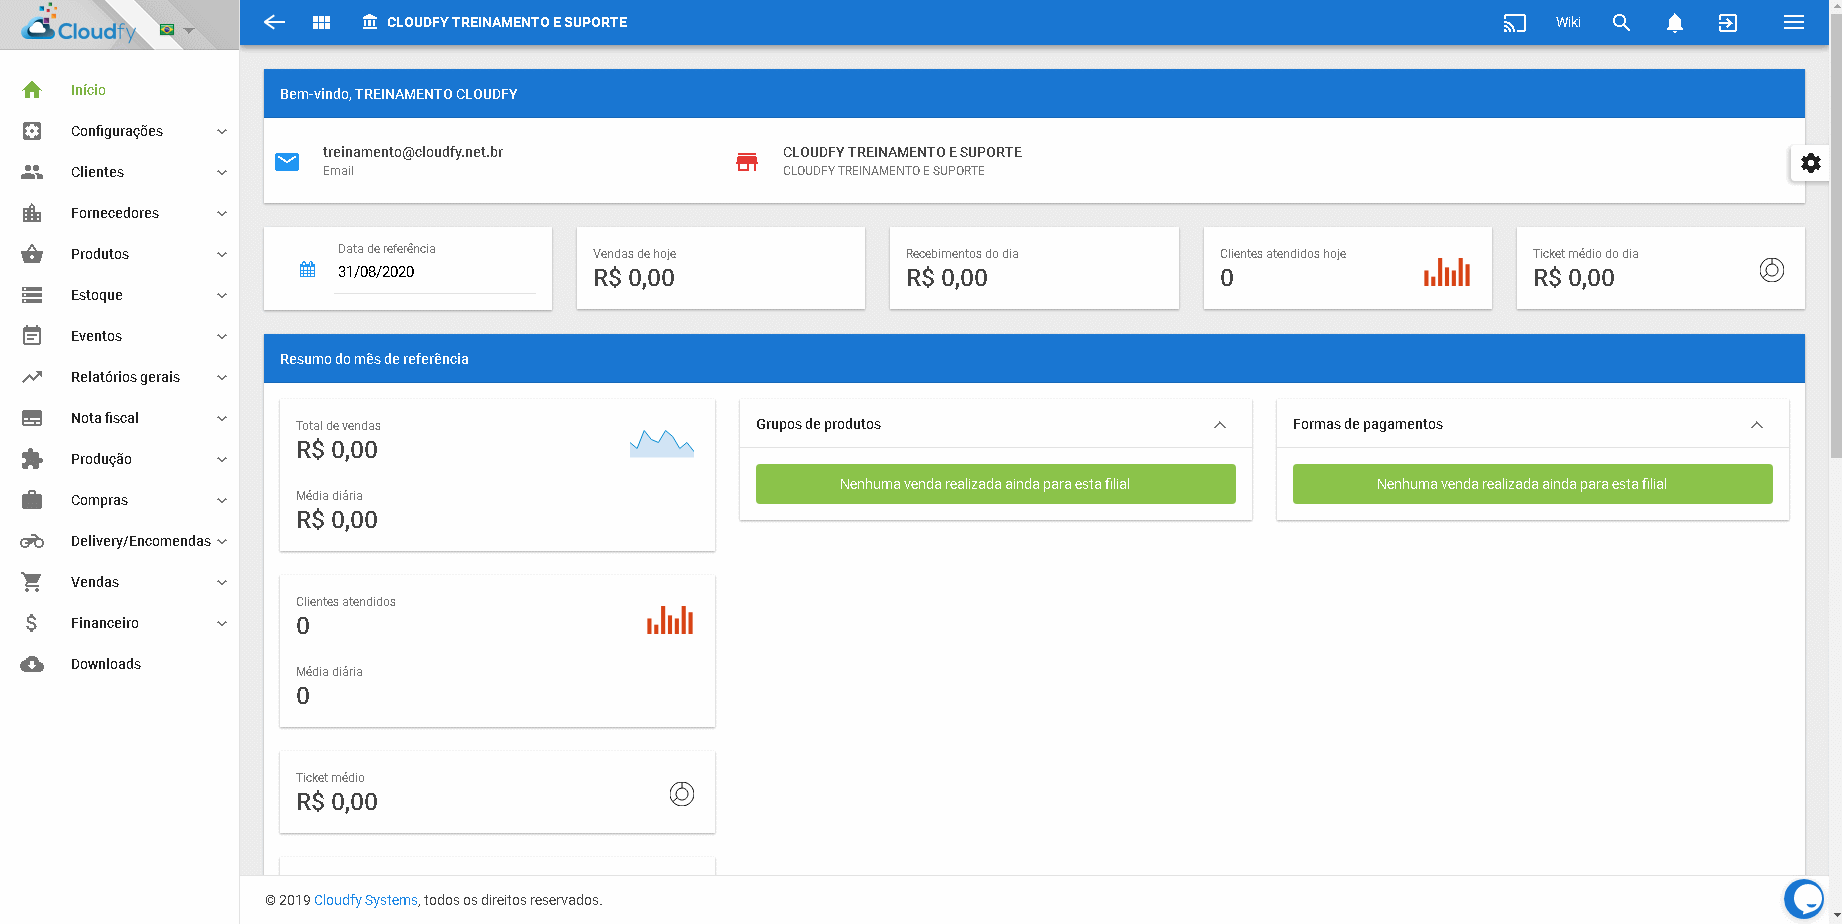 Cloudfy
CLOUDFY TREINAMENTO E SUPORTE
Wiki
Início
Configurações
Clientes
Fornecedores
Produtos
Estoque
Eventos
Relatórios gerais
Nota fiscal
Produção
Compras
Delivery/Encomendas
Vendas
Financeiro
Downloads
Bem-vindo, TREINAMENTO CLOUDFY
treinamento@cloudfy.net.br
Email
CLOUDFY TREINAMENTO E SUPORTE
CLOUDFY TREINAMENTO E SUPORTE
Data de referência
31/08/2020
Vendas de hoje
R$ 0,00
Recebimentos do dia
R$ 0,00
Clientes atendidos hoje
0
Ticket médio do dia
R$ 0,00
Resumo do mês de referência
Total de vendas
R$ 0,00
Média diária
R$ 0,00
Clientes atendidos
0
Média diária
0
Ticket médio
R$ 0,00
Grupos de produtos
Nenhuma venda realizada ainda para esta filial
Formas de pagamentos
Nenhuma venda realizada ainda para esta filial
© 2019 Cloudfy Systems, todos os direitos reservados.